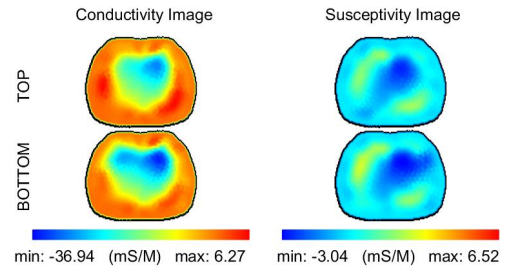 Conductivity Image
Susceptivity Image
TOP
BOTTOM
min: -36.94 (mS/M) max: 6.27
min: -3.04 (mS/M) max: 6.52